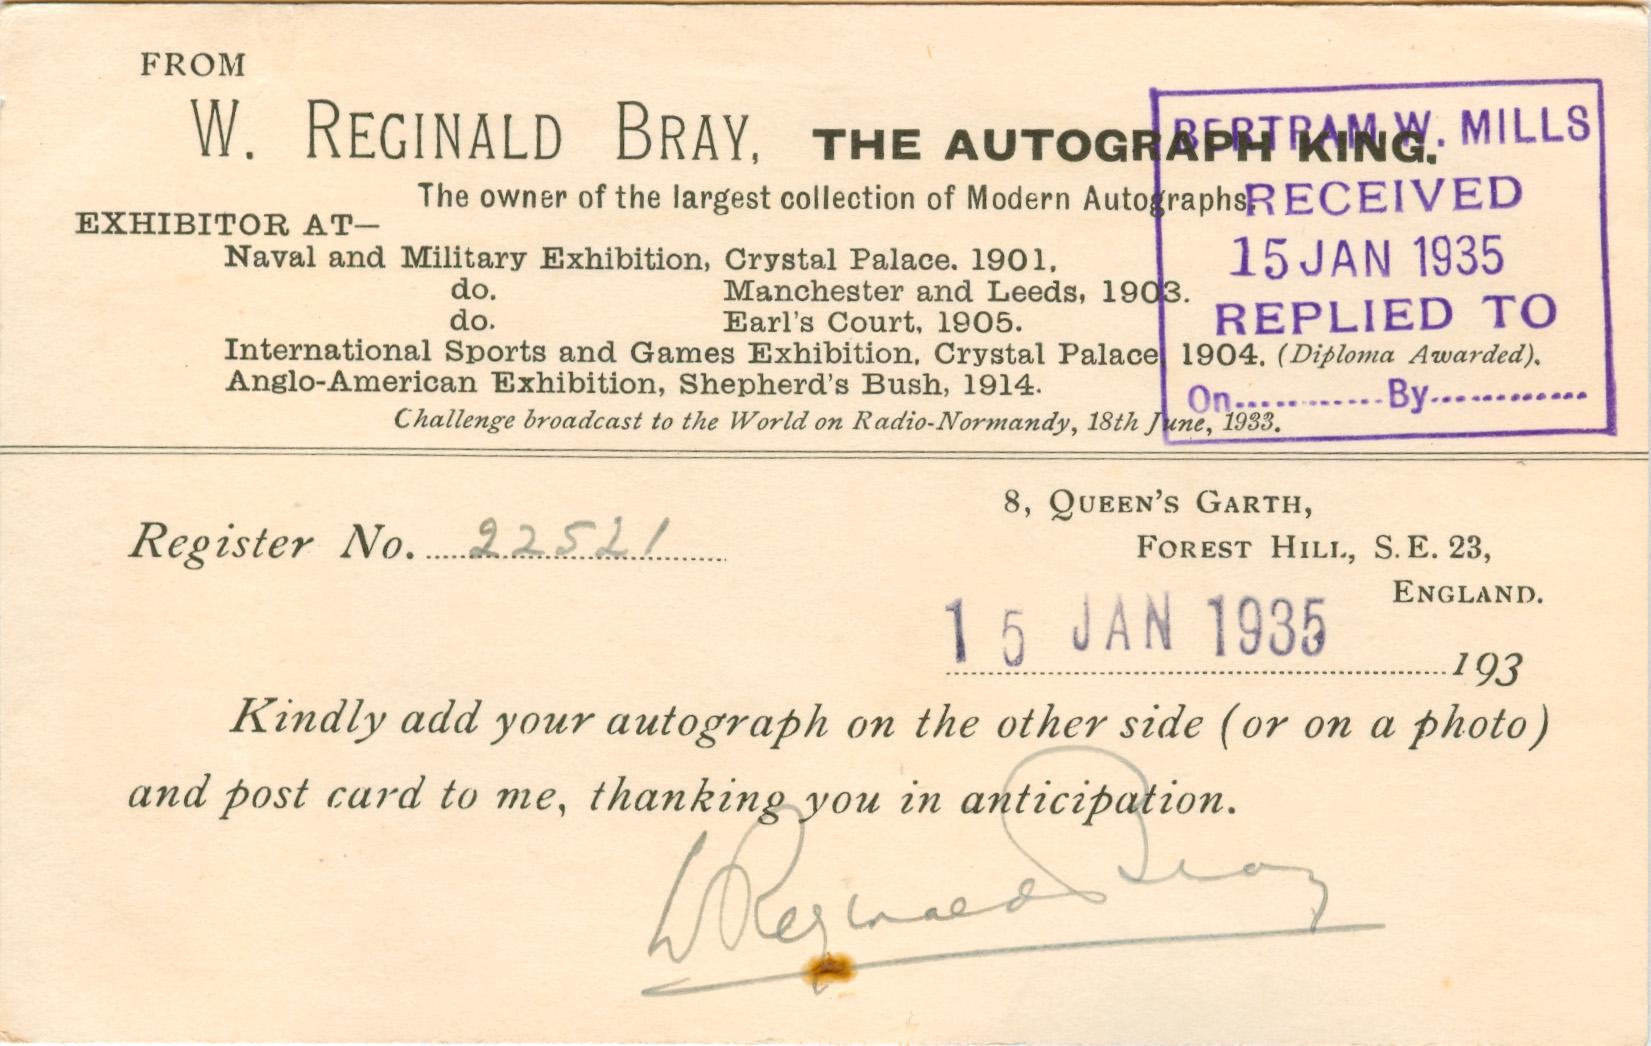 FROM
W. REGINALD BRAY, THE AUTOGRAPH KING.
The owner of the largest collection of Modern Autographs
EXHIBITOR AT—
Naval and Military Exhibition, Crystal Palace. 1901.
do. Manchester and Leeds, 1903.
do. Earl's Court, 1905.
International Sports and Games Exhibition, Crystal Palace 1904. (Diploma Awarded).
Anglo-American Exhibition, Shepherd's Bush, 1914.
Challenge broadcast to the World on Radio-Normandy, 18th June, 1933.
BERTRAM W. MILLS
RECEIVED
15 JAN 1935
REPLIED TO
On............By............
8, QUEEN'S GARTH,
Register No. 22521
FOREST HILL, S.E. 23,
ENGLAND.
15 JAN 1935
193
Kindly add your autograph on the other side (or on a photo)
and post card to me, thanking you in anticipation.
W Reginald Bray